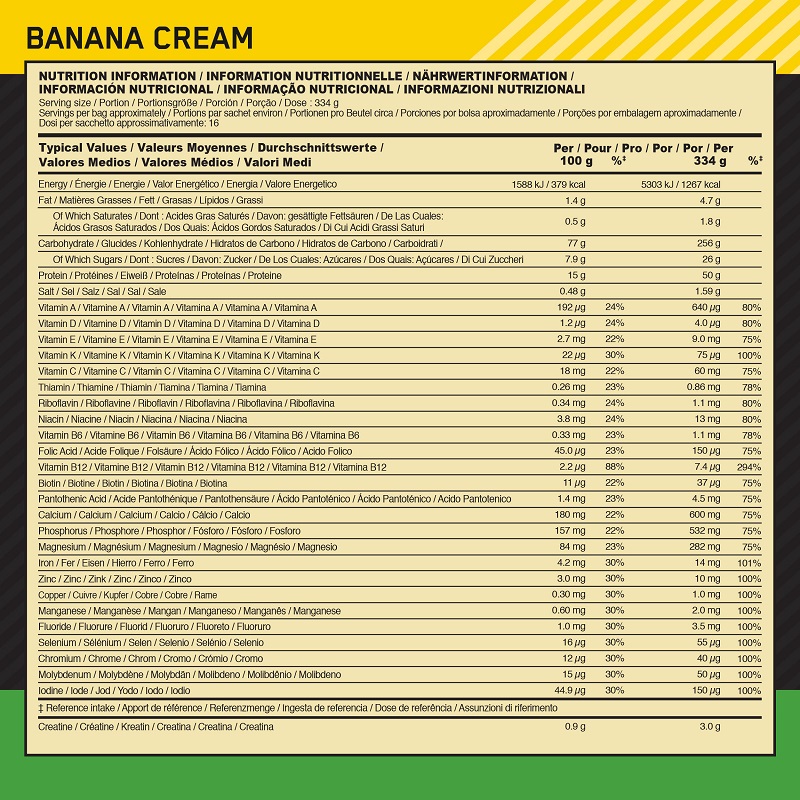 BANANA CREAM
NUTRITION INFORMATION / INFORMATION NUTRITIONNELLE / NÄHRWERTINFORMATION /
INFORMACIÓN NUTRICIONAL / INFORMAÇÃO NUTRICIONAL / INFORMAZIONI NUTRIZIONALI
Serving size / Portion / Portionsgröße / Porción / Porção / Dose : 334 g
Servings per bag approximately / Portions par sachet environ / Portionen pro Beutel circa / Porciones por bolsa aproximadamente / Porções por embalagem aproximadamente /
Dosi per sacchetto approssimativamente: 16
Typical Values / Valeurs Moyennes / Durchschnittswerte / Per / Pour / Pro / Por / Por / Per
Valores Medios / Valores Médios / Valori Medi 100 g %‡ 334 g %‡
Energy / Énergie / Energie / Valor Energético / Energia / Valore Energetico 1588 kJ / 379 kcal 5303 kJ / 1267 kcal
Fat / Matières Grasses / Fett / Grasas / Lípidos / Grassi 1.4 g 4.7 g
Of Which Saturates / Dont : Acides Gras Saturés / Davon: gesättigte Fettsäuren / De Las Cuales:
Ácidos Grasos Saturados / Dos Quais: Ácidos Gordos Saturados / Di Cui Acidi Grassi Saturi 0.5 g 1.8 g
Carbohydrate / Glucides / Kohlenhydrate / Hidratos de Carbono / Hidratos de Carbono / Carboidrati / 77 g 256 g
Of Which Sugars / Dont : Sucres / Davon: Zucker / De Los Cuales: Azúcares / Dos Quais: Açúcares / Di Cui Zuccheri 7.9 g 26 g
Protein / Protéines / Eiweiß / Proteínas / Proteínas / Proteine 15 g 50 g
Salt / Sel / Salz / Sal / Sal / Sale 0.48 g 1.59 g
Vitamin A / Vitamine A / Vitamin A / Vitamina A / Vitamina A / Vitamina A 192 µg 24% 640 µg 80%
Vitamin D / Vitamine D / Vitamin D / Vitamina D / Vitamina D / Vitamina D 1.2 µg 24% 4.0 µg 80%
Vitamin E / Vitamine E / Vitamin E / Vitamina E / Vitamina E / Vitamina E 2.7 mg 22% 9.0 mg 75%
Vitamin K / Vitamine K / Vitamin K / Vitamina K / Vitamina K / Vitamina K 22 µg 30% 75 µg 100%
Vitamin C / Vitamine C / Vitamin C / Vitamina C / Vitamina C / Vitamina C 18 mg 22% 60 mg 75%
Thiamin / Thiamine / Thiamin / Tiamina / Tiamina / Tiamina 0.26 mg 23% 0.86 mg 78%
Riboflavin / Riboflavine / Riboflavin / Riboflavina / Riboflavina / Riboflavina 0.34 mg 24% 1.1 mg 80%
Niacin / Niacine / Niacin / Niacina / Niacina / Niacina 3.8 mg 24% 13 mg 80%
Vitamin B6 / Vitamine B6 / Vitamin B6 / Vitamina B6 / Vitamina B6 / Vitamina B6 0.33 mg 23% 1.1 mg 78%
Folic Acid / Acide Folique / Folsäure / Ácido Fólico / Ácido Fólico / Acido Folico 45.0 µg 23% 150 µg 75%
Vitamin B12 / Vitamine B12 / Vitamin B12 / Vitamina B12 / Vitamina B12 / Vitamina B12 2.2 µg 88% 7.4 µg 294%
Biotin / Biotine / Biotin / Biotina / Biotina / Biotina 11 µg 22% 37 µg 75%
Pantothenic Acid / Acide Pantothénique / Pantothensäure / Ácido Pantoténico / Ácido Pantoténico / Acido Pantotenico 1.4 mg 23% 4.5 mg 75%
Calcium / Calcium / Calcium / Calcio / Cálcio / Calcio 180 mg 22% 600 mg 75%
Phosphorus / Phosphore / Phosphor / Fósforo / Fósforo / Fosforo 157 mg 22% 532 mg 75%
Magnesium / Magnésium / Magnesium / Magnesio / Magnésio / Magnesio 84 mg 23% 282 mg 75%
Iron / Fer / Eisen / Hierro / Ferro / Ferro 4.2 mg 30% 14 mg 101%
Zinc / Zinc / Zink / Zinc / Zinco / Zinco 3.0 mg 30% 10 mg 100%
Copper / Cuivre / Kupfer / Cobre / Cobre / Rame 0.30 mg 30% 1.0 mg 100%
Manganese / Manganèse / Mangan / Manganeso / Manganês / Manganese 0.60 mg 30% 2.0 mg 100%
Fluoride / Fluorure / Fluorid / Fluoruro / Fluoreto / Fluoruro 1.0 mg 30% 3.5 mg 100%
Selenium / Sélénium / Selen / Selenio / Selénio / Selenio 16 µg 30% 55 µg 100%
Chromium / Chrome / Chrom / Cromo / Crómio / Cromo 12 µg 30% 40 µg 100%
Molybdenum / Molybdène / Molybdän / Molibdeno / Molibdênio / Molibdeno 15 µg 30% 50 µg 100%
Iodine / Iode / Jod / Yodo / Iodo / Iodio 44.9 µg 30% 150 µg 100%
‡ Reference intake / Apport de référence / Referenzmenge / Ingesta de referencia / Dose de referência / Assunzioni di riferimento
Creatine / Créatine / Kreatin / Creatina / Creatina / Creatina 0.9 g 3.0 g